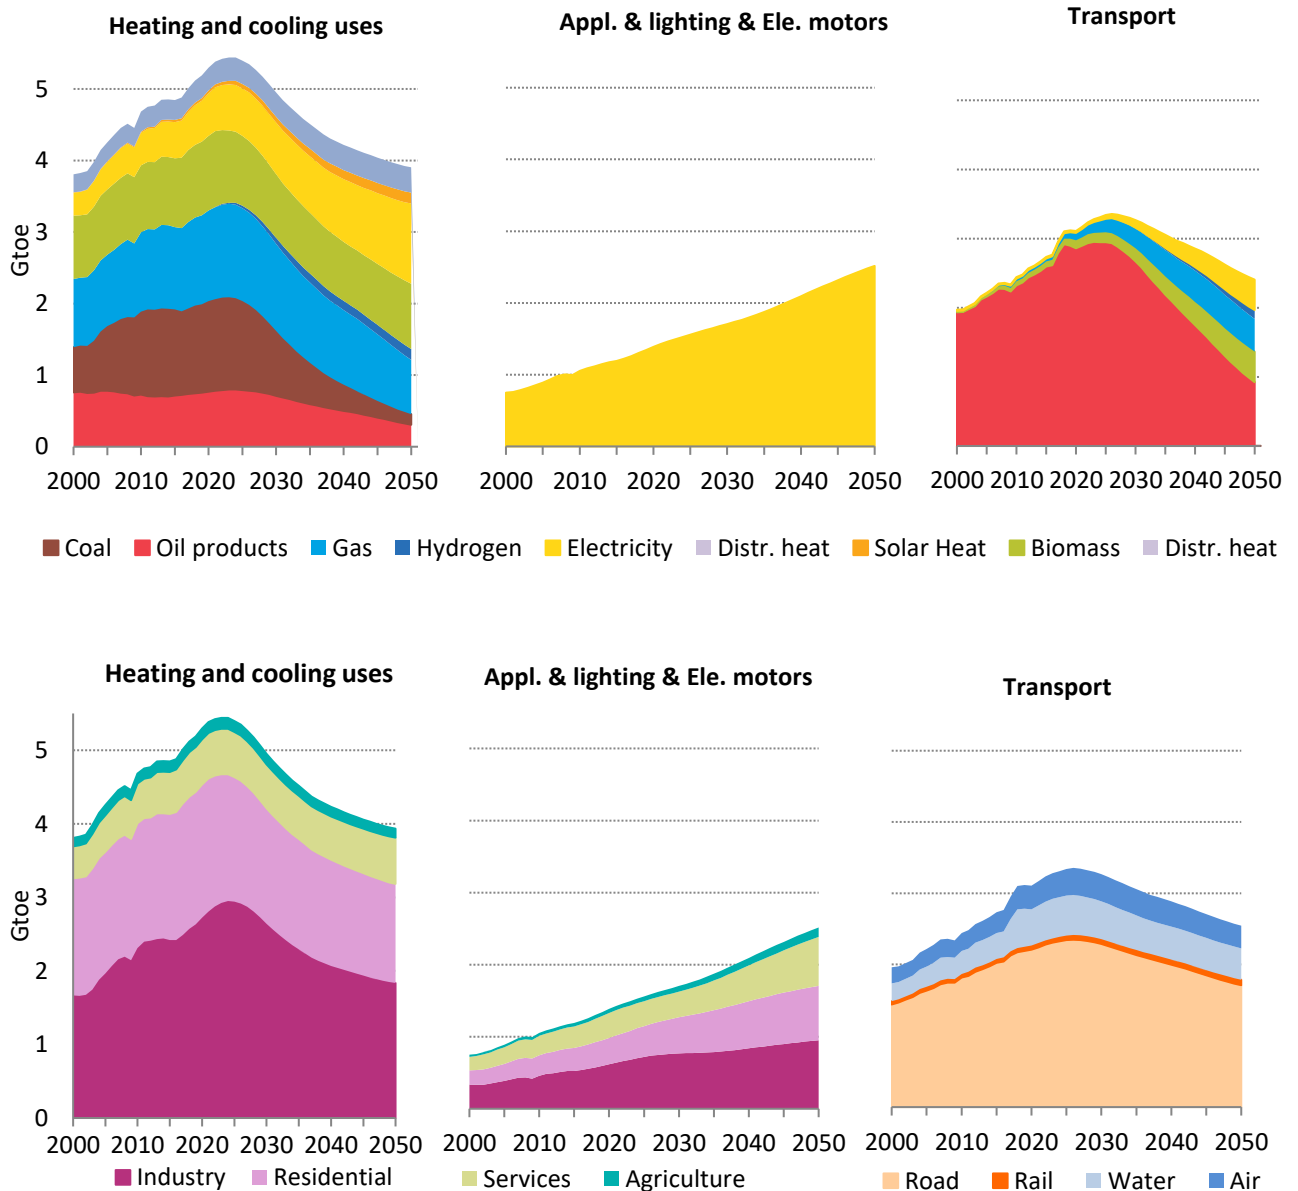 Heating and cooling uses
Appl. & lighting & Ele. motors
Transport
Gtoe
5
4
3
2
1
0
2000 2010 2020 2030 2040 2050
2000 2010 2020 2030 2040 2050
2000 2010 2020 2030 2040 2050
Coal Oil products Gas Hydrogen Electricity Distr. heat Solar Heat Biomass Distr. heat
Heating and cooling uses
Appl. & lighting & Ele. motors
Transport
Gtoe
5
4
3
2
1
0
2000 2010 2020 2030 2040 2050
2000 2010 2020 2030 2040 2050
2000 2010 2020 2030 2040 2050
Industry Residential Services Agriculture
Road Rail Water Air